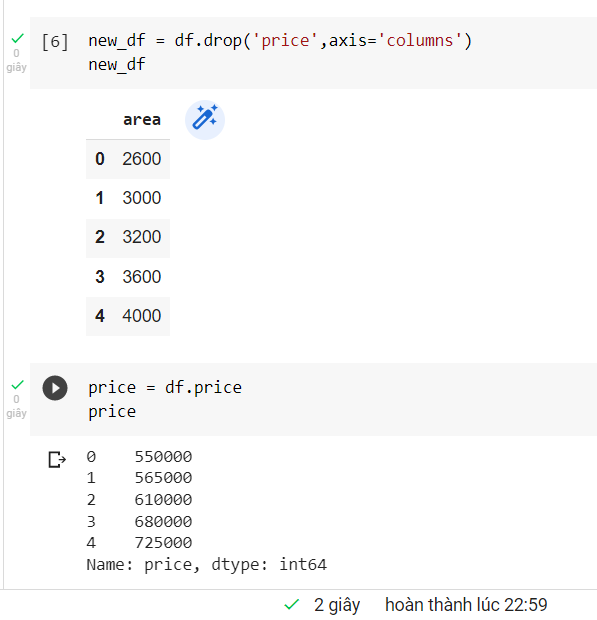 [6] new_df = df.drop('price',axis='columns')
new_df
0
giây
area
0 2600
1 3000
2 3200
3 3600
4 4000
price = df.price
price
0
giây
0 550000
1 565000
2 610000
3 680000
4 725000
Name: price, dtype: int64
2 giây hoàn thành lúc 22:59